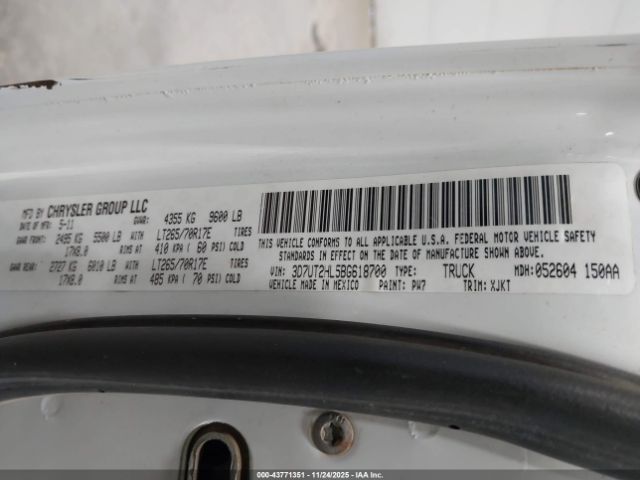 MFD BY CHRYSLER GROUP LLC
DATE OF MFR: 5-11 GVWR: 4355 KG 9600 LB
GAWR FRONT: 2495 KG 5500 LB WITH LT265/70R17E TIRES
17X8.0 RIMS AT 410 KPA ( 60 PSI) COLD
GAWR REAR: 2727 KG 6010 LB WITH LT265/70R17E TIRES
17X8.0 RIMS AT 485 KPA ( 70 PSI) COLD
THIS VEHICLE CONFORMS TO ALL APPLICABLE U.S.A. FEDERAL MOTOR VEHICLE SAFETY
STANDARDS IN EFFECT ON THE DATE OF MANUFACTURE SHOWN ABOVE
VIN: 3D7UT2HL5BG618700 TYPE: TRUCK MDH: 052604 150AA
VEHICLE MADE IN MEXICO PAINT: PW7 TRIM: XJKT
© (00)-43771351 | 11/24/2025 - IAAI.COM